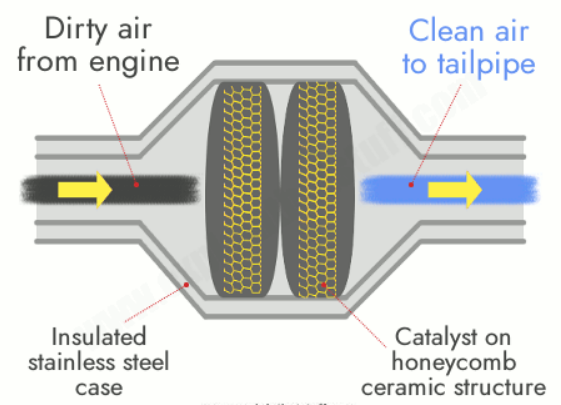 Dirty air
from engine
Clean air
to tailpipe
Insulated
stainless steel
case
Catalyst on
honeycomb
ceramic structure